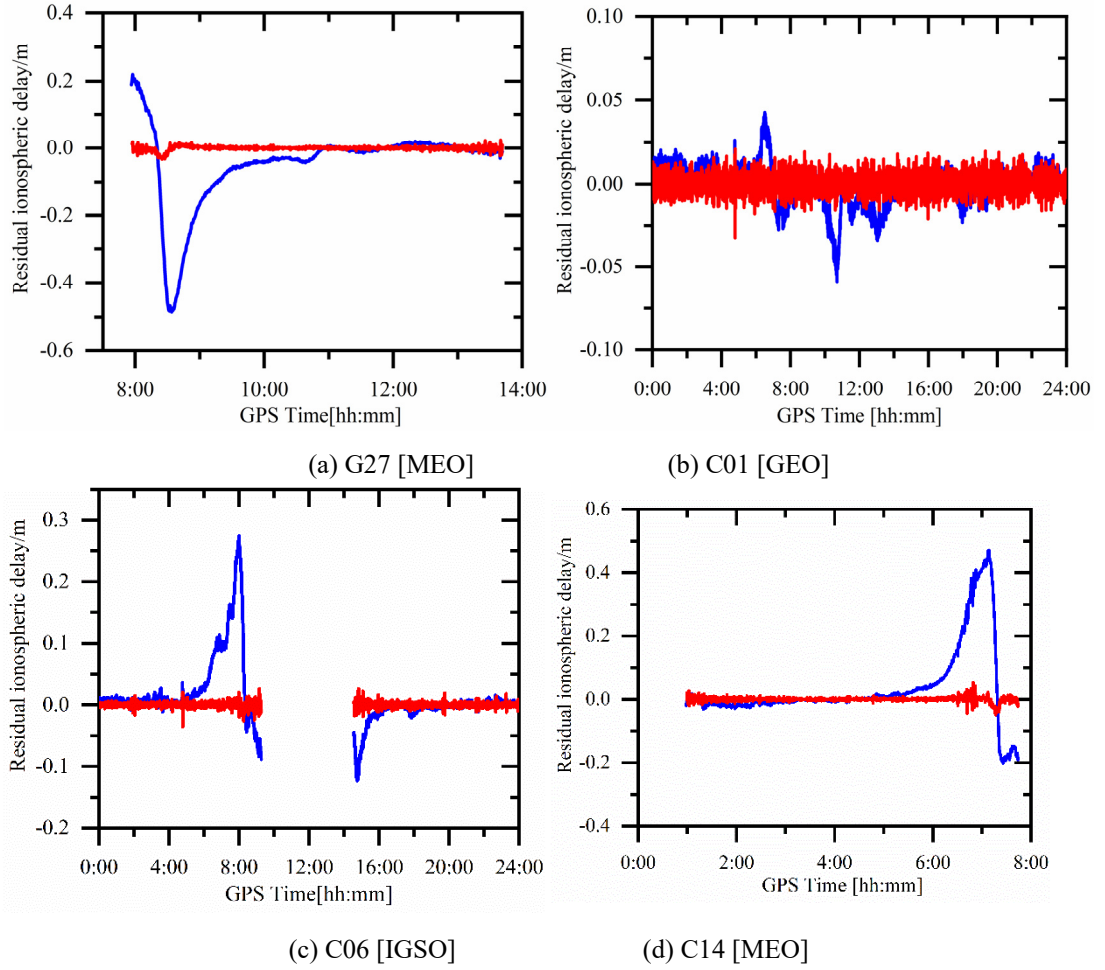 0.4
0.2
0.0
-0.2
-0.4
-0.6
Residual ionospheric delay/m
8:00 10:00 12:00 14:00
GPS Time[hh:mm]
0.10
0.05
0.00
-0.05
-0.10
Residual ionospheric delay/m
0:00 4:00 8:00 12:00 16:00 20:00 24:00
GPS Time [hh:mm]
(a) G27 [MEO]
(b) C01 [GEO]
0.3
0.2
0.1
0.0
-0.1
-0.2
Residual ionospheric delay/m
0:00 4:00 8:00 12:00 16:00 20:00 24:00
GPS Time[hh:mm]
0.6
0.4
0.2
0.0
-0.2
-0.4
Residual ionospheric delay/m
0:00 2:00 4:00 6:00 8:00
GPS Time [hh:mm]
(c) C06 [IGSO]
(d) C14 [MEO]